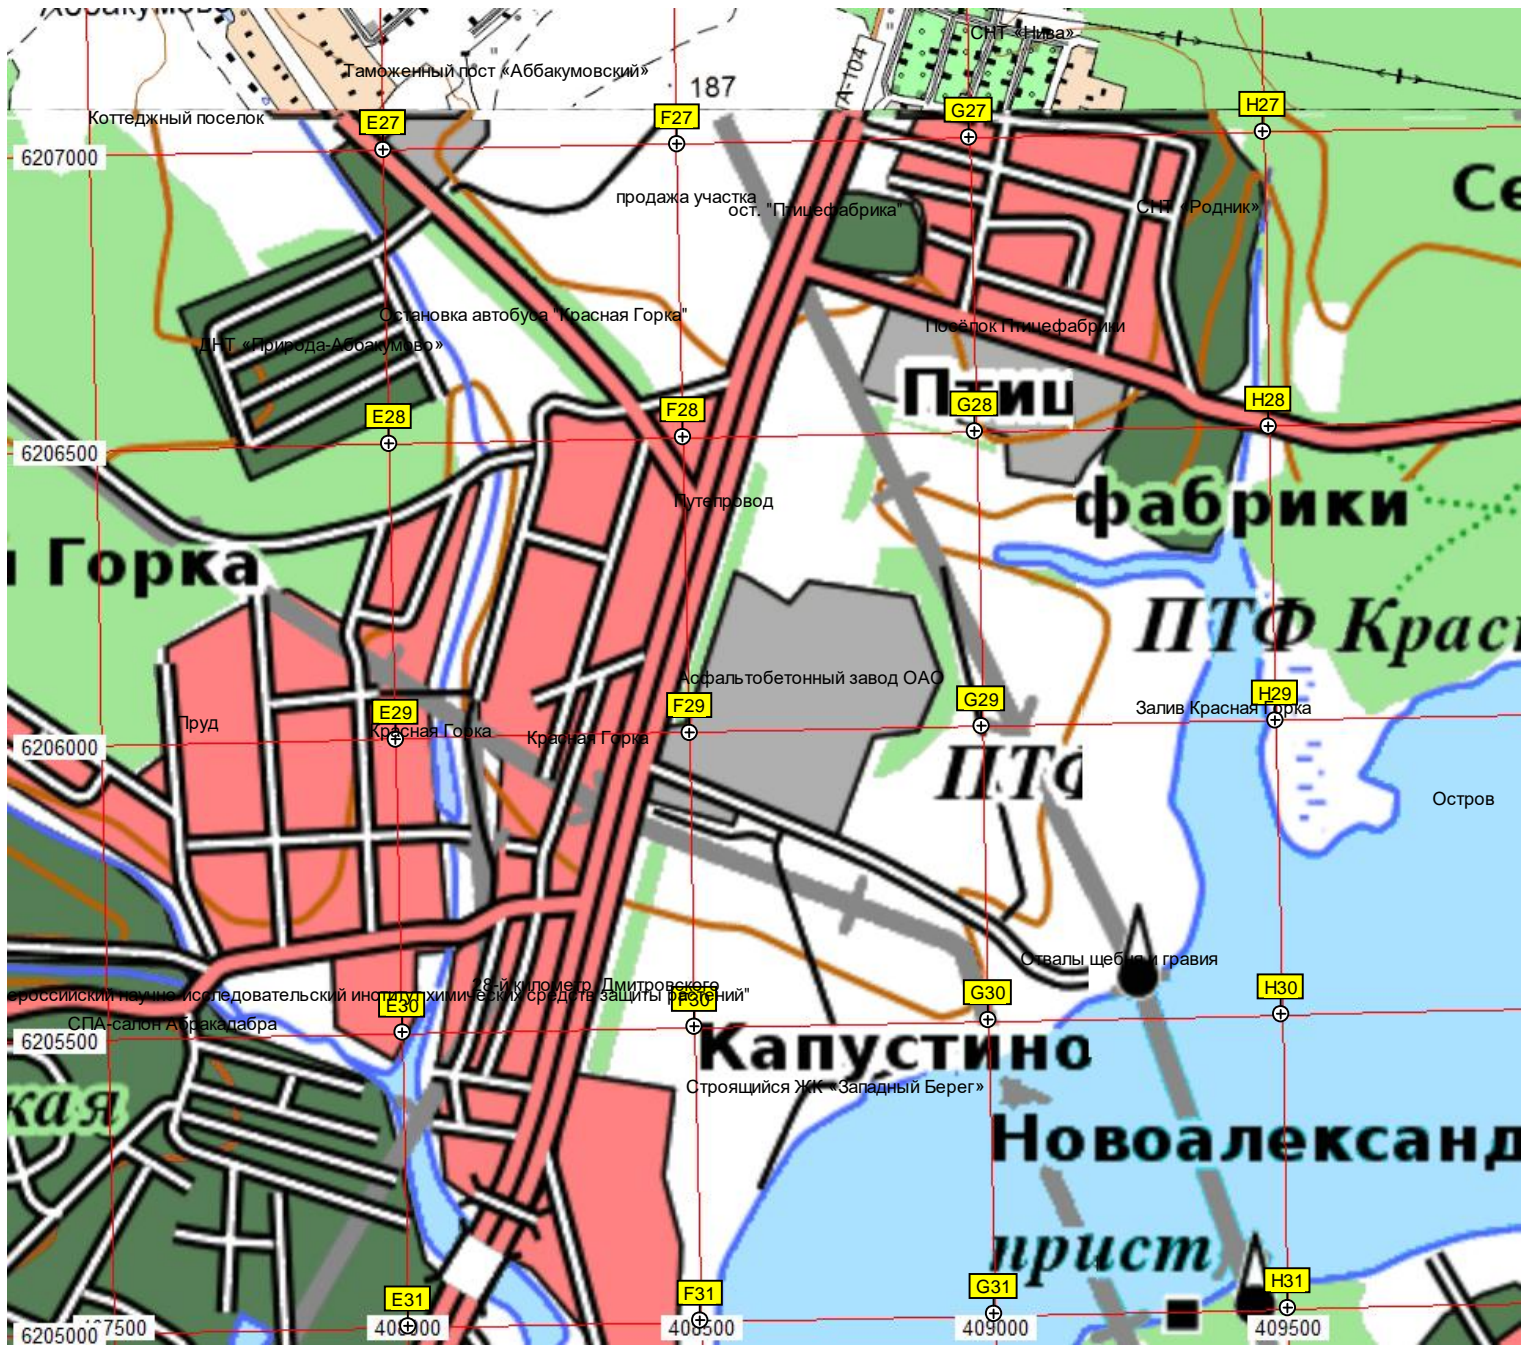 СНТ «Нива»
Таможенный пост «Аббакумовский»
187
А-104
Коттеджный поселок
E27
F27
G27
H27
6207000
продажа участка
ост. "Птицефабрика"
СНТ «Родник»
Се
Остановка автобуса "Красная Горка"
Посёлок Птицефабрики
ДНТ «Природа-Аббакумово»
Птиц
E28
F28
G28
H28
6206500
Путепровод
фабрики
Горка
ПТФ Крас
Асфальтобетонный завод ОАО
E29
F29
G29
H29
Залив Красная Горка
Пруд
Красная Горка
Красная Горка
6206000
ПТФ
Остров
Отвалы щебня и гравия
28-й километр Дмитровского
ероссийский научно-исследовательский институт химических средств защиты растений"
E30
F30
G30
H30
СПА-салон Абракадабра
6205500
Капустино
Строящийся ЖК «Западный Берег»
кая
Новоалександ
прист
E31
F31
G31
H31
6205000
407500
408000
408500
409000
409500